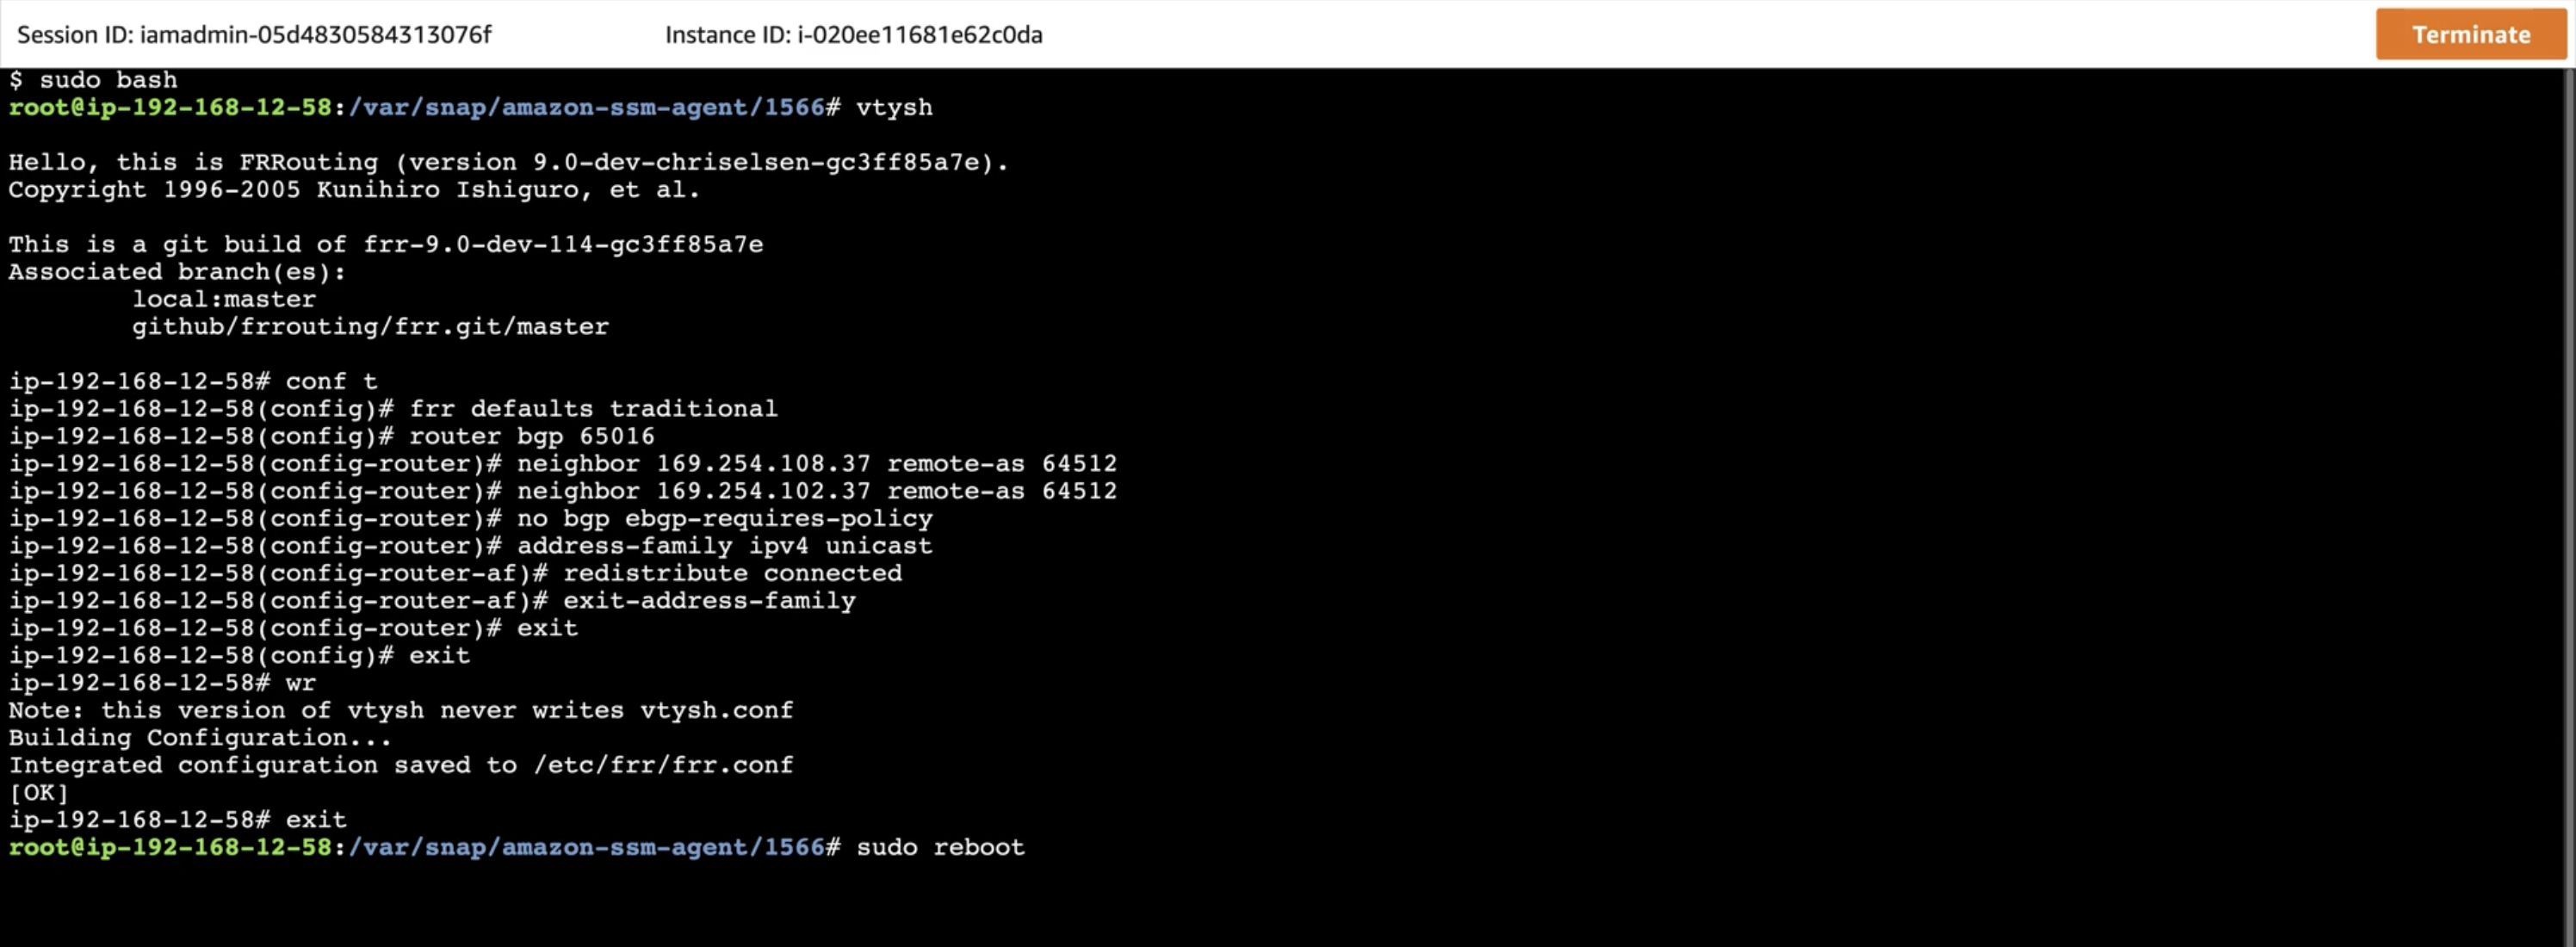 Session ID: iamadmin-05d4830584313076f Instance ID: i-020ee11681e62c0da Terminate
$ sudo bash
root@ip-192-168-12-58:/var/snap/amazon-ssm-agent/1566# vtysh
Hello, this is FRRouting (version 9.0-dev-chriselsen-gc3ff85a7e).
Copyright 1996-2005 Kunihiro Ishiguro, et al.
This is a git build of frr-9.0-dev-114-gc3ff85a7e
Associated branch(es):
local:master
github/frrouting/frr.git/master
ip-192-168-12-58# conf t
ip-192-168-12-58(config)# frr defaults traditional
ip-192-168-12-58(config)# router bgp 65016
ip-192-168-12-58(config-router)# neighbor 169.254.108.37 remote-as 64512
ip-192-168-12-58(config-router)# neighbor 169.254.102.37 remote-as 64512
ip-192-168-12-58(config-router)# no bgp ebgp-requires-policy
ip-192-168-12-58(config-router)# address-family ipv4 unicast
ip-192-168-12-58(config-router-af)# redistribute connected
ip-192-168-12-58(config-router-af)# exit-address-family
ip-192-168-12-58(config-router)# exit
ip-192-168-12-58(config)# exit
ip-192-168-12-58# wr
Note: this version of vtysh never writes vtysh.conf
Building Configuration...
Integrated configuration saved to /etc/frr/frr.conf
[OK]
ip-192-168-12-58# exit
root@ip-192-168-12-58:/var/snap/amazon-ssm-agent/1566# sudo reboot